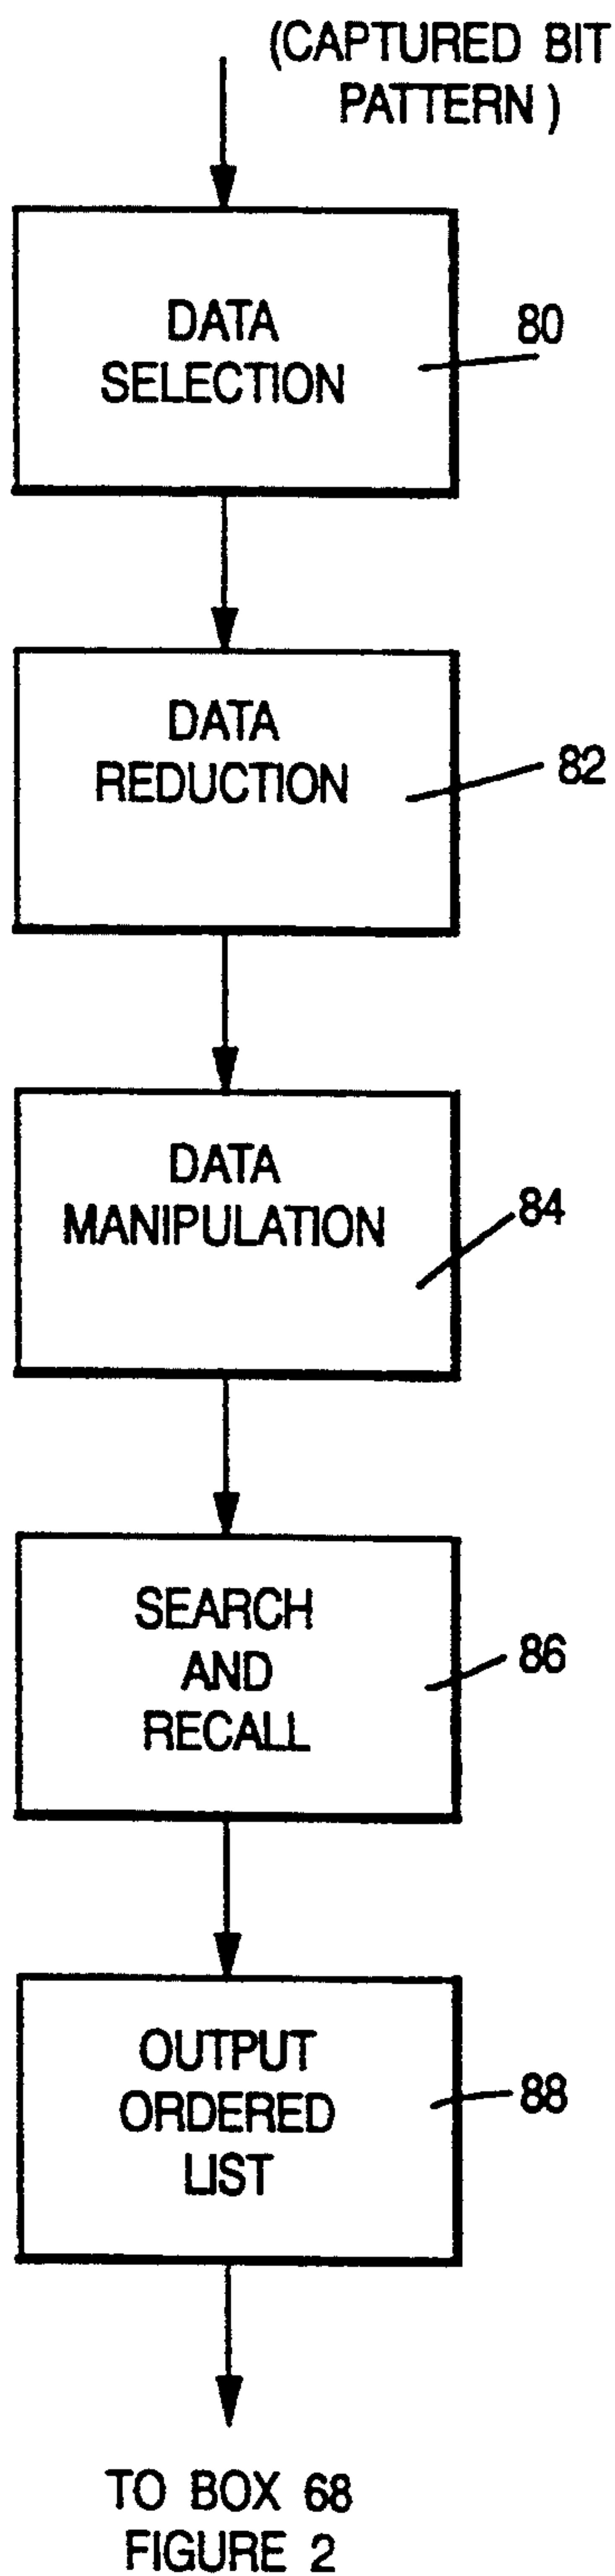 (CAPTURED BIT
PATTERN)
DATA
SELECTION
80
DATA
REDUCTION
82
DATA
MANIPULATION
84
SEARCH
AND
RECALL
86
OUTPUT
ORDERED
LIST
88
TO BOX 68
FIGURE 2